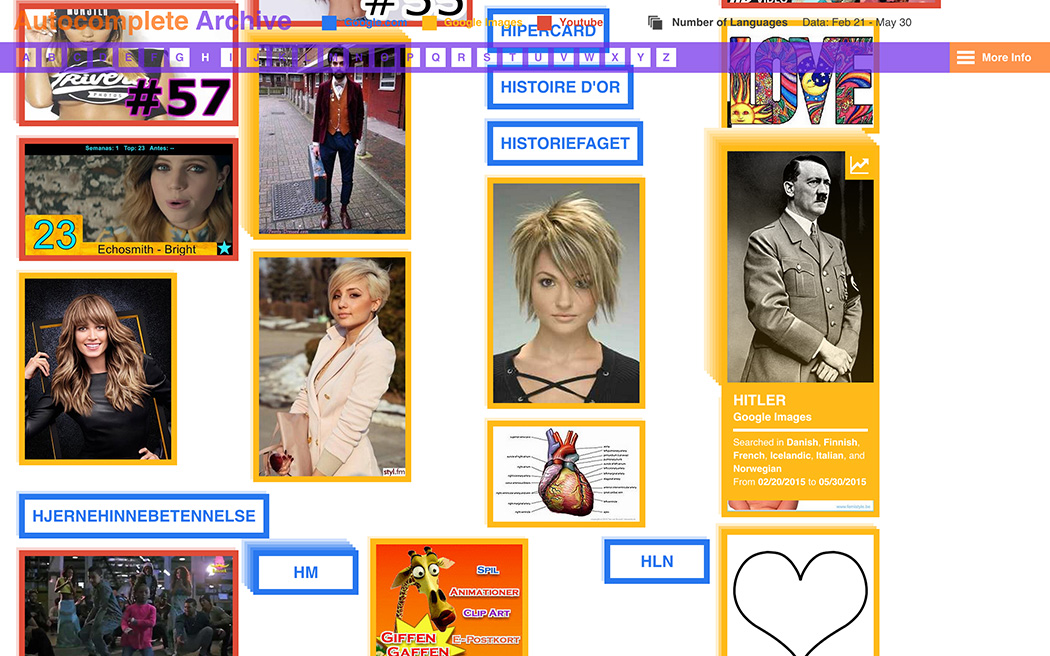 Autocomplete Archive
Google.com
Google Images
Youtube
Number of Languages
Data: Feb 21 - May 30
A B C D E F G H I J K L M N O P Q R S T U V W X Y Z
More Info
#55
HIPERCARD
HISTOIRE D'OR
HISTORIEFAGET
LOVE
#57
Semanas: 1 Top: 23 Antes: --
23
Echosmith - Bright
styl.fm
HITLER
Google Images
Searched in Danish, Finnish,
French, Icelandic, Italian, and
Norwegian
From 02/20/2015 to 05/30/2015
HJERNEHINNEBETENNELSE
HM
SPIL
ANIMATIONER
CLIP ART
E-POSTKORT
GIFFEN
GAFFEN
HLN